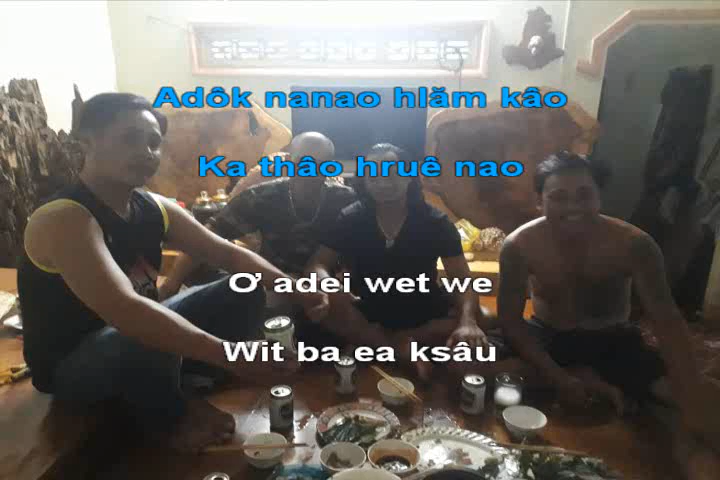 Adôk nanao hlăm kâo
Ka thâo hruê nao
Ơ adei wet we
Wit ba ea ksâu